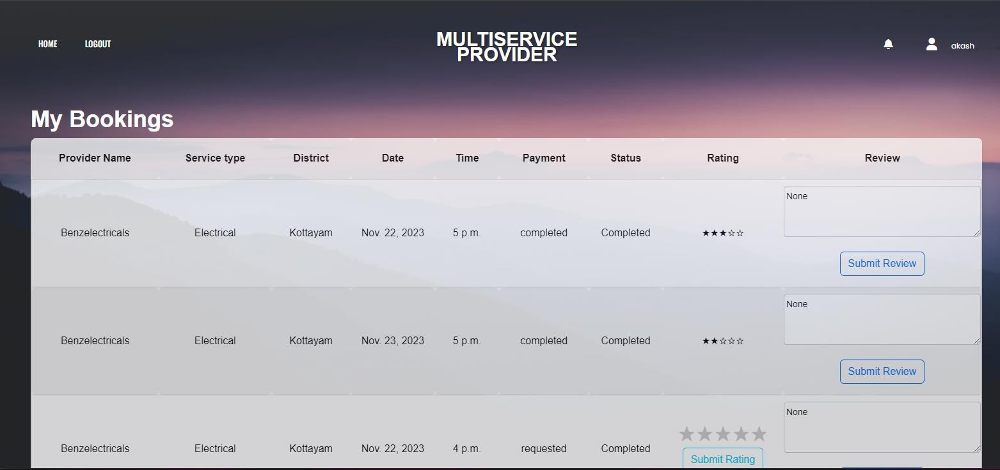 HOME LOGOUT
MULTISERVICE
PROVIDER
akash
My Bookings
Provider Name Service type District Date Time Payment Status Rating Review
None
Benzelectricals Electrical Kottayam Nov. 22, 2023 5 p.m. completed Completed ★★★☆☆
Submit Review
None
Benzelectricals Electrical Kottayam Nov. 23, 2023 5 p.m. completed Completed ★★☆☆☆
Submit Review
None
★★★★★
Benzelectricals Electrical Kottayam Nov. 22, 2023 4 p.m. requested Completed
Submit Rating